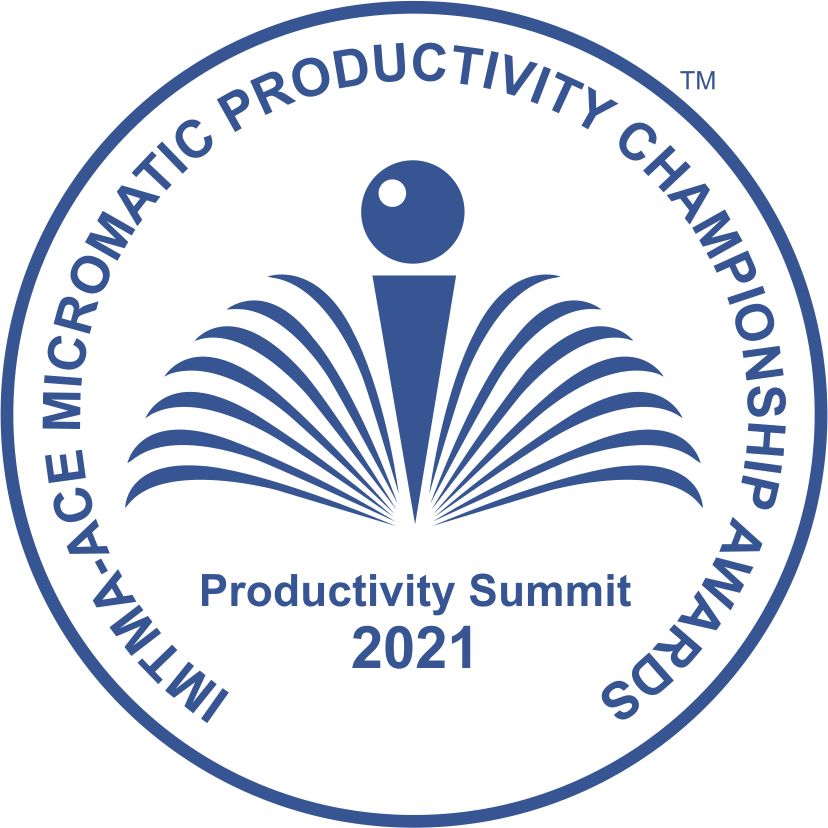 IMTMA-ACE MICROMATIC PRODUCTIVITY CHAMPIONSHIP AWARDS
TM
Productivity Summit
2021